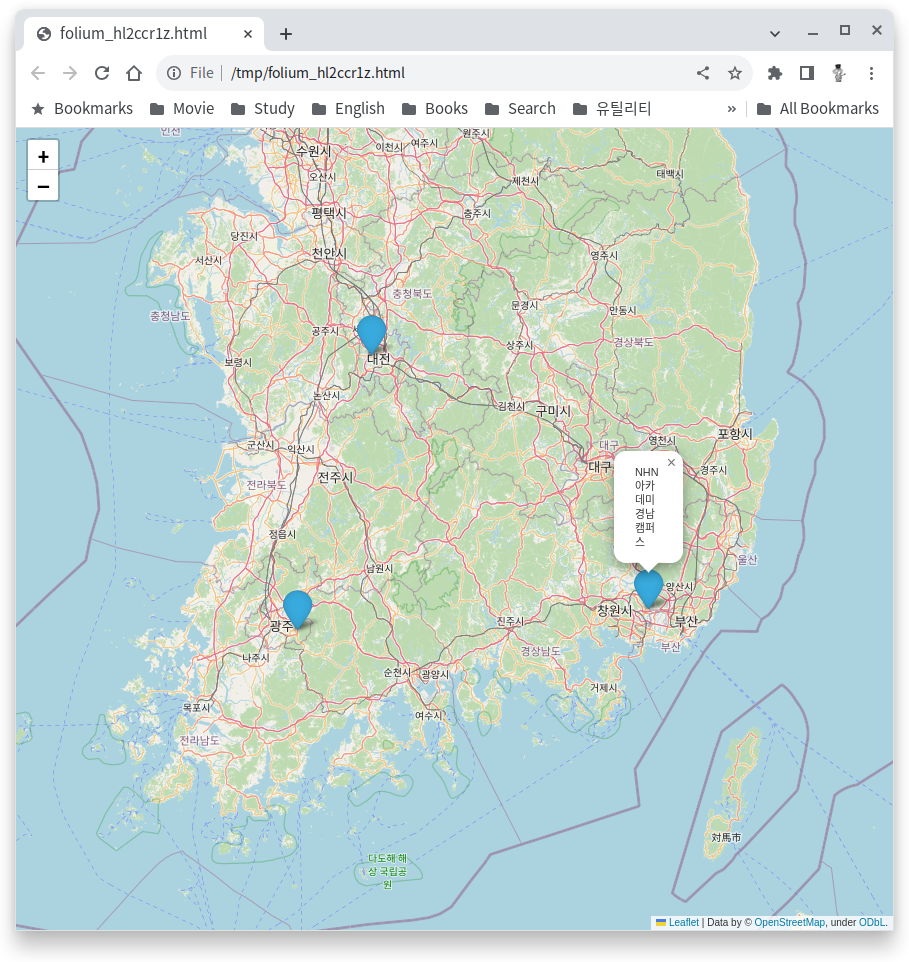 folium_hl2ccr1z.html
File
/tmp/folium_hl2ccr1z.html
Bookmarks
Movie
Study
English
Books
Search
유틸리티
»
All Bookmarks
+
−
인천
수원시
이천시
여주시
원주시
오산시
제천시
태백시
평택시
충주시
당진시
천안시
서산시
영주시
충청북도
문경시
안동시
충청남도
공주시
상주시
경상북도
대전
보령시
논산시
김천시
구미시
포항시
군산시
익산시
대구
영천시
대구
경주시
전주시
전라북도
NHN
아카
데미
경남
캠퍼
스
×
정읍시
울산
남원시
양산시
창원시
부산
광주
진주시
부산
나주시
경상남도
순천시
광양시
거제시
목포시
여수시
전라남도
対馬市
다도해 해
상 국립공
원
Leaflet | Data by © OpenStreetMap, under ODbL.